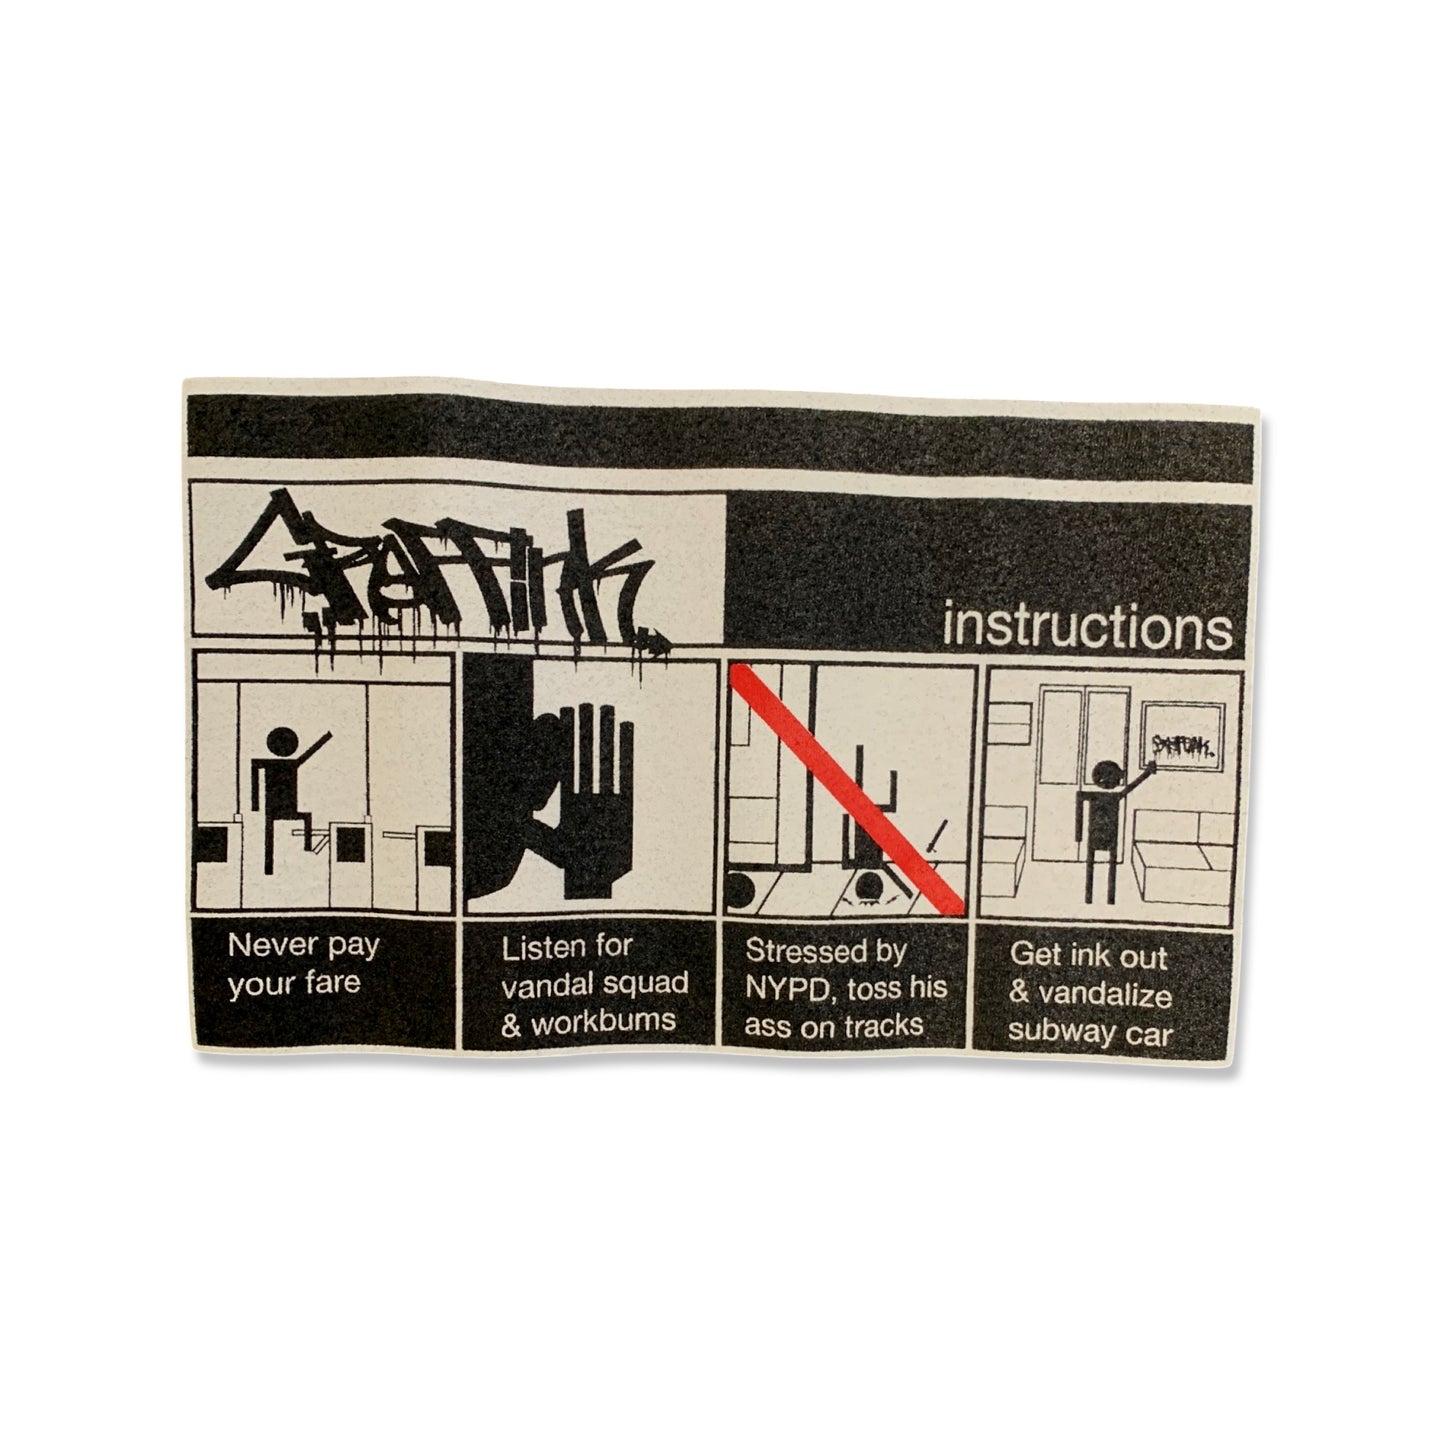 Graffink
instructions
Never pay
your fare
Listen for
vandal squad
& workbums
Stressed by
NYPD, toss his
ass on tracks
Get ink out
& vandalize
subway car